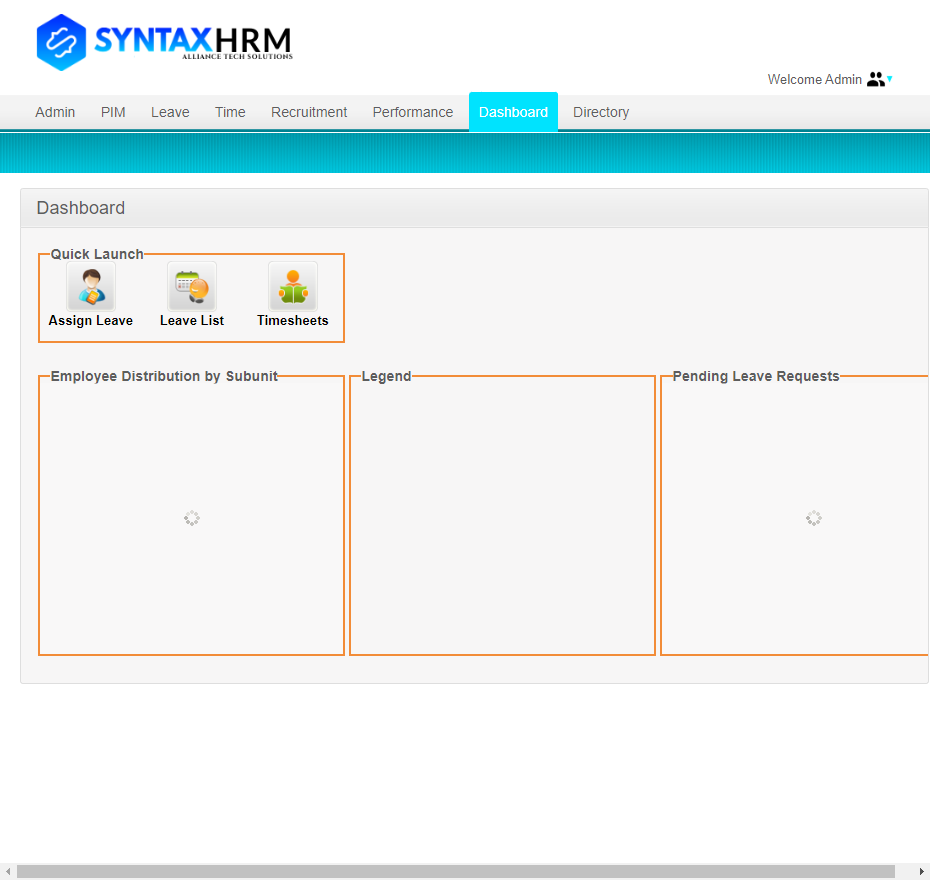 SYNTAXHRM
ALLIANCE TECH SOLUTIONS
Welcome Admin
Admin PIM Leave Time Recruitment Performance Dashboard Directory
Dashboard
Quick Launch
Assign Leave Leave List Timesheets
Employee Distribution by Subunit Legend Pending Leave Requests